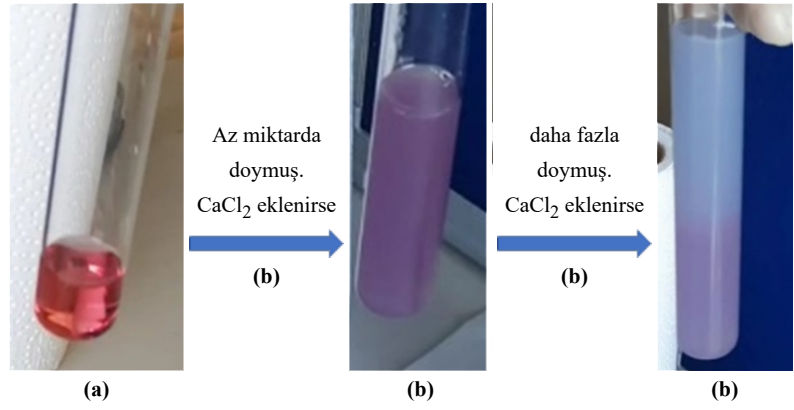 Az miktarda
doymuş.
CaCl₂ eklenirse
(b)
daha fazla
doymuş.
CaCl₂ eklenirse
(b)
(a)
(b)
(b)